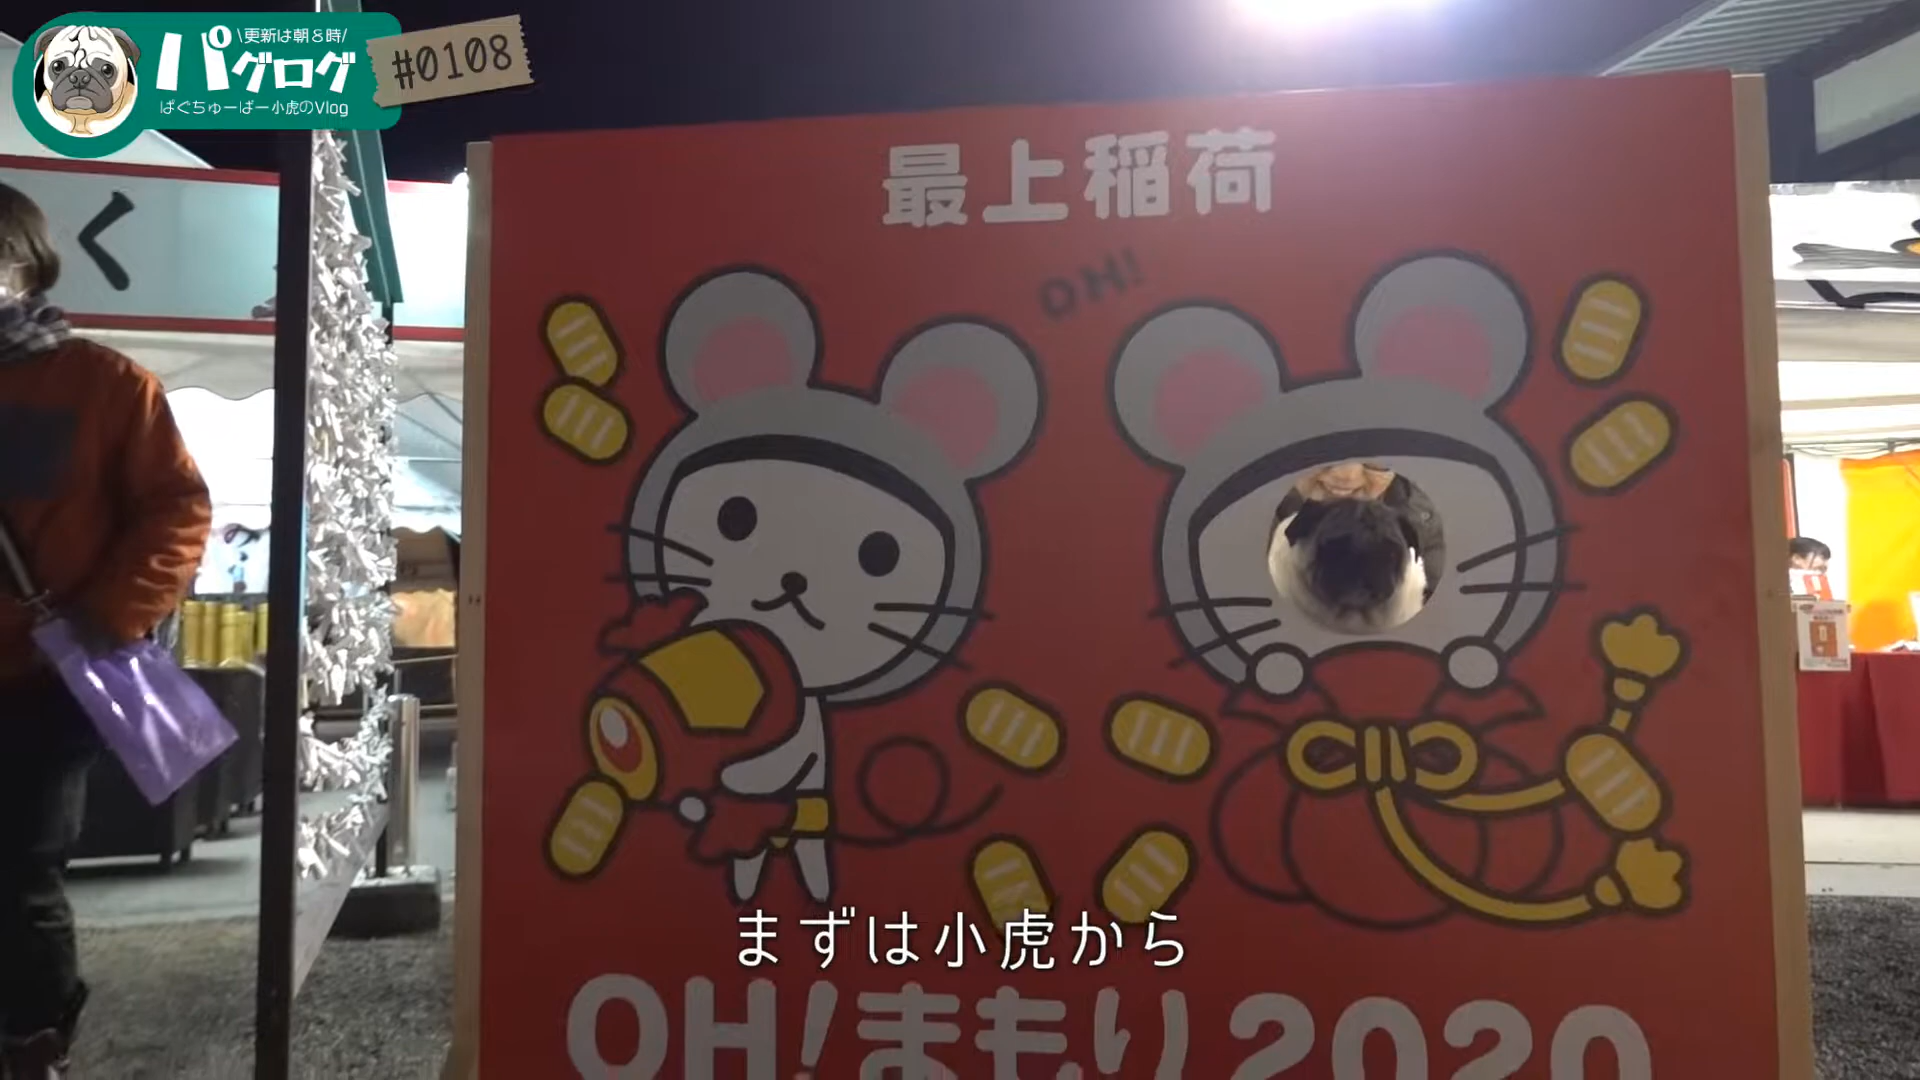 \更新は朝8時/
パグログ
ぱぐちゅーばー小虎のVlog
#0108
く
最上稲荷
OH!
まずは小虎から
OH!まもり2020